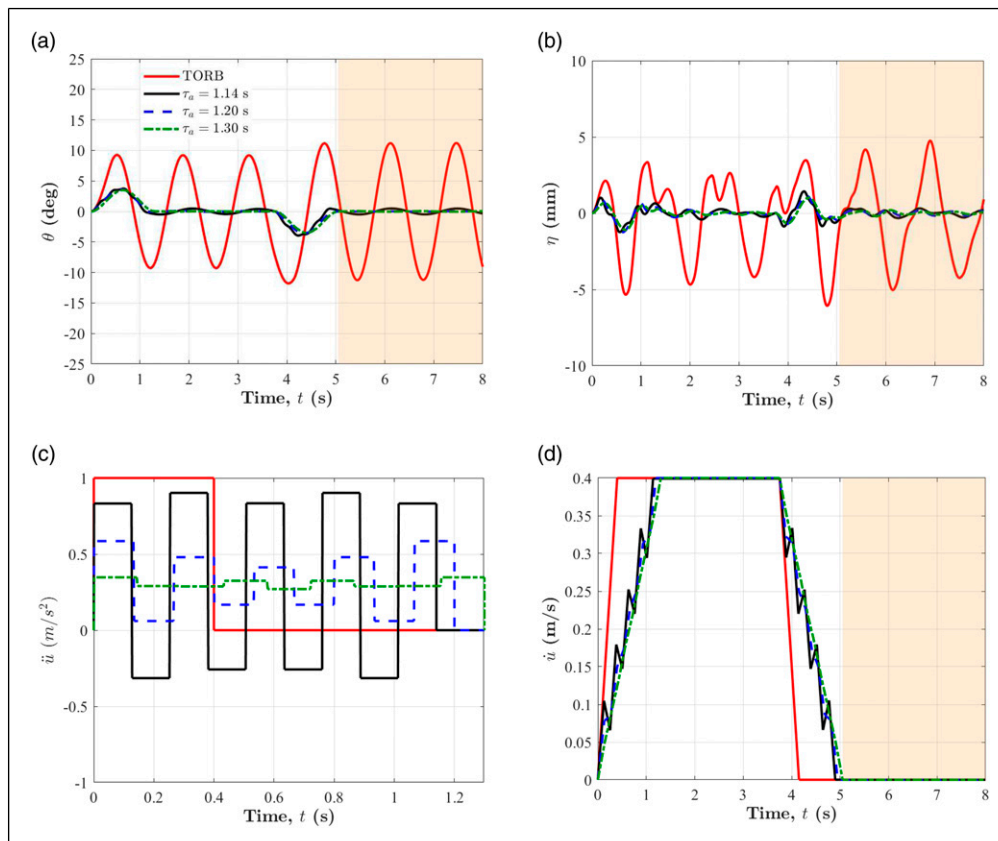 (a)
25
20
15
10
5
0
-5
-10
-15
-20
-25
θ (deg)
TORB
τ_a = 1.14 s
τ_a = 1.20 s
τ_a = 1.30 s
0 1 2 3 4 5 6 7 8
Time, t (s)
(b)
10
5
0
-5
-10
η (mm)
0 1 2 3 4 5 6 7 8
Time, t (s)
(c)
1
0.5
0
-0.5
-1
ü (m/s²)
0 0.2 0.4 0.6 0.8 1 1.2
Time, t (s)
(d)
0.4
0.35
0.3
0.25
0.2
0.15
0.1
0.05
0
u̇ (m/s)
0 1 2 3 4 5 6 7 8
Time, t (s)